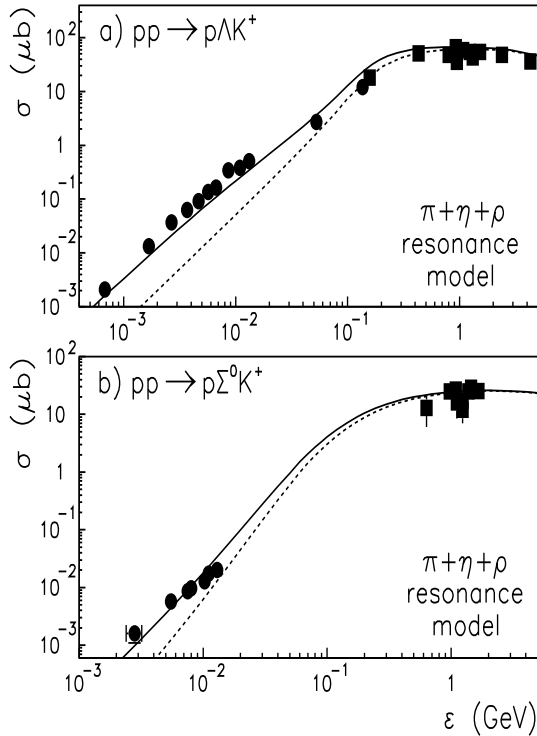 a) pp → pΛK⁺
σ (μb)
10²
10
1
10⁻¹
10⁻²
10⁻³
π+η+ρ
resonance
model
10⁻³ 10⁻² 10⁻¹ 1
b) pp → pΣ⁰K⁺
σ (μb)
10²
10
1
10⁻¹
10⁻²
10⁻³
π+η+ρ
resonance
model
10⁻³ 10⁻² 10⁻¹ 1
ε (GeV)